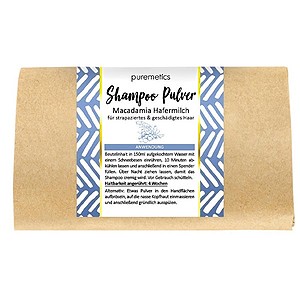 puremetics
Shampoo Pulver
Macadamia Hafermilch
für strapaziertes & geschädigtes Haar
ANWENDUNG
Beutelinhalt in 150ml aufgekochtem Wasser mit
einem Schneebesen einrühren, 10 Minuten ab-
kühlen lassen und anschließend in einen Spender
füllen. Über Nacht ziehen lassen, damit das
Shampoo cremig wird. Vor Gebrauch schütteln.
Haltbarkeit angerührt: 4 Wochen
Alternativ: Etwas Pulver in den Handflächen
aufbrösseln, auf die nasse Kopfhaut einmassieren
und anschließend gründlich ausspülen.